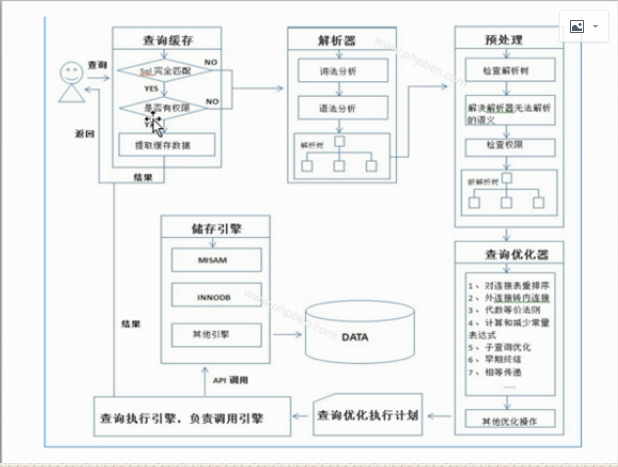 查询缓存
查询
Sql 完全匹配
NO
YES
是否有权限
NO
提取缓存数据
返回
结果
解析器
词法分析
语法分析
解析树
www.phpben.com
预处理
检查解析树
解决解析器无法解析
的语义
检查权限
新解析树
查询优化器
1、对连接表重排序
2、外连接转内连接
3、代数等价法则
4、计算和减少常量
表达式
5、子查询优化
6、早期终结
7、相等传递
......
其他优化操作
储存引擎
MISAM
INNODB
其他引擎
www.phpben.com
DATA
结果
API 调用
查询执行引擎，负责调用引擎
查询优化执行计划